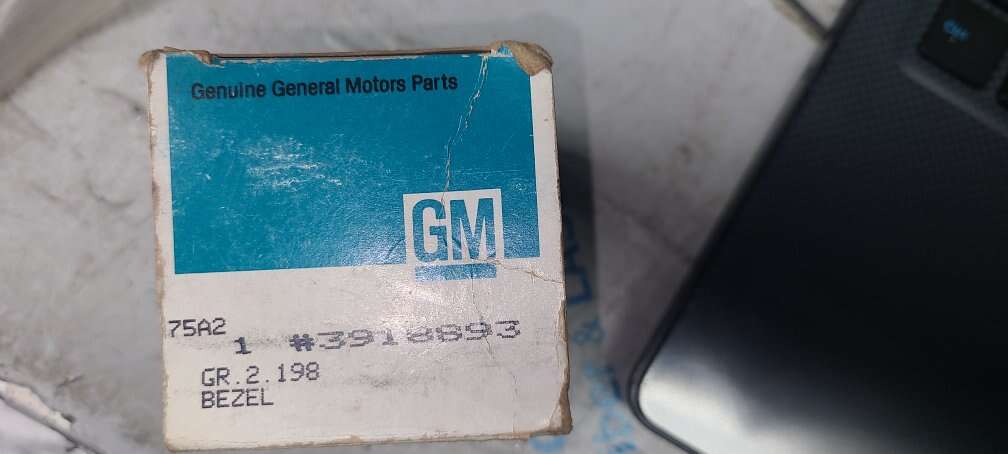 Genuine General Motors Parts
GM
75A2
1 #3918893
GR.2.198
BEZEL